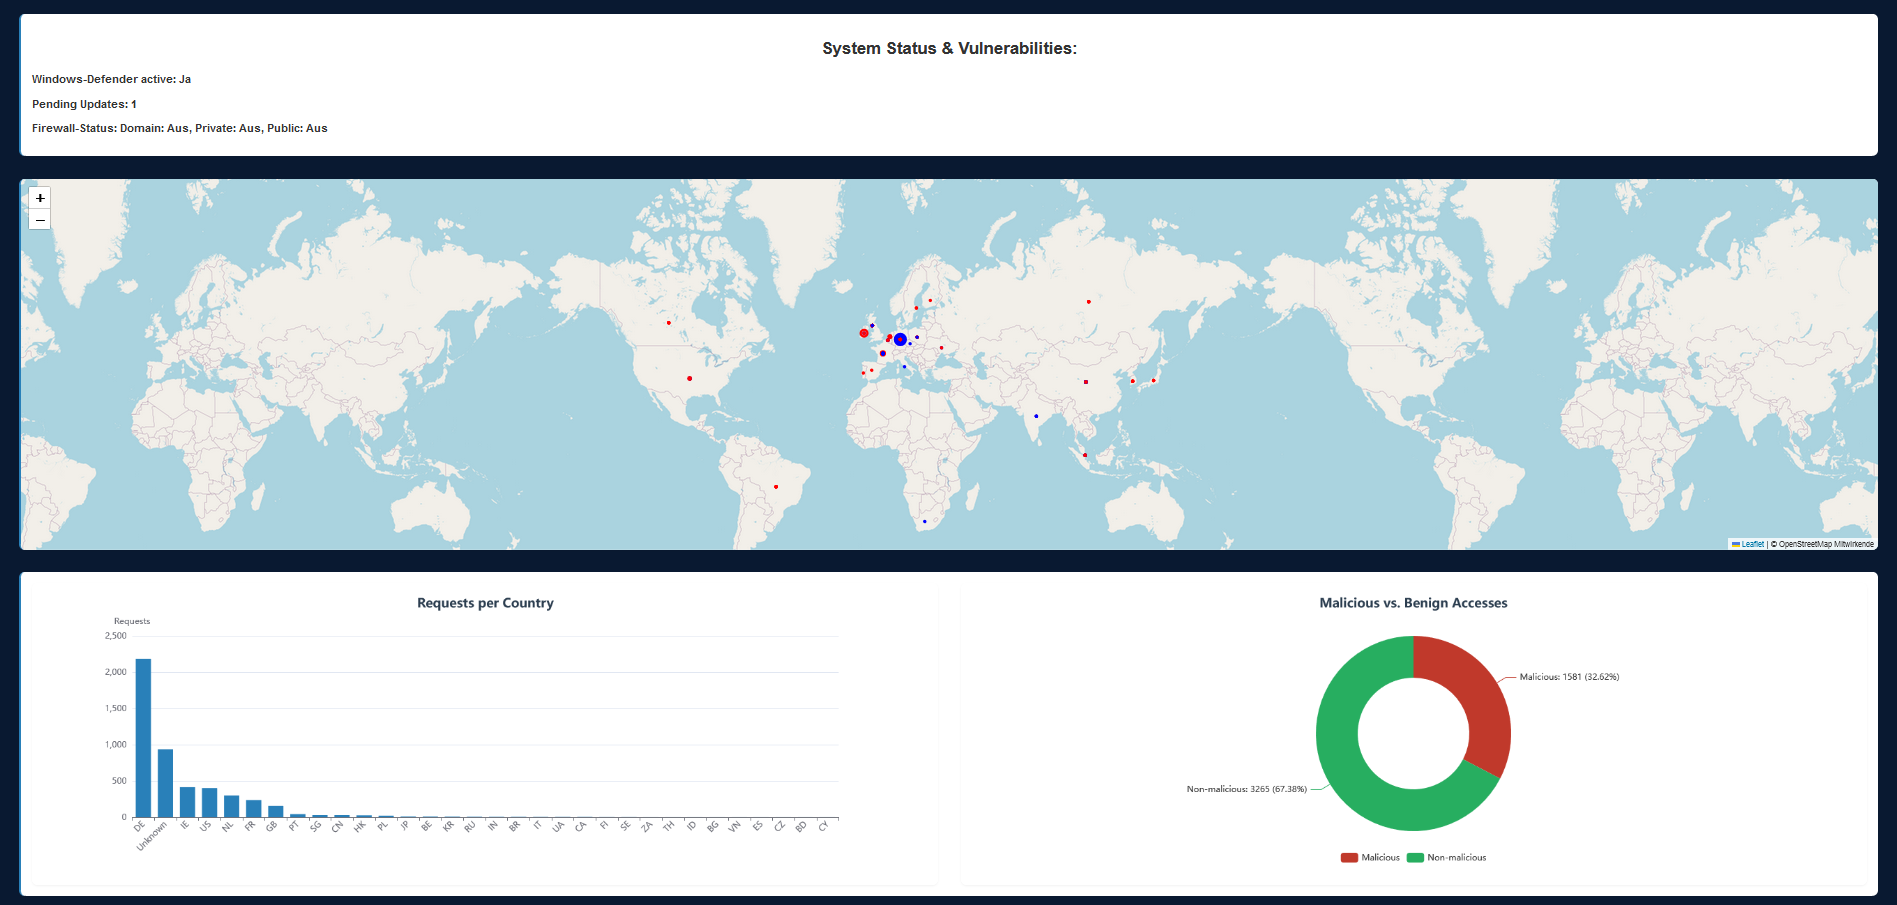 System Status & Vulnerabilities:
Windows-Defender active: Ja
Pending Updates: 1
Firewall-Status: Domain: Aus, Private: Aus, Public: Aus
+
−
Leaflet | © OpenStreetMap Mitwirkende
Requests per Country
Requests
2,500
2,000
1,500
1,000
500
0
DE Unknown IE US NL FR GB PT SG CN HK PL JP BE KR RU IN BR IT UA CA FI SE ZA TH ID BG VN ES CZ BD CY
Malicious vs. Benign Accesses
Malicious: 1581 (32.62%)
Non-malicious: 3265 (67.38%)
Malicious Non-malicious